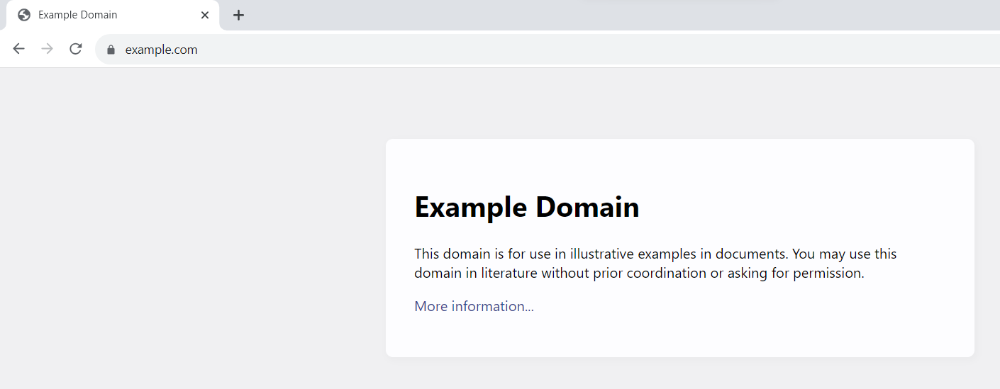 Example Domain
example.com
Example Domain
This domain is for use in illustrative examples in documents. You may use this
domain in literature without prior coordination or asking for permission.
More information...